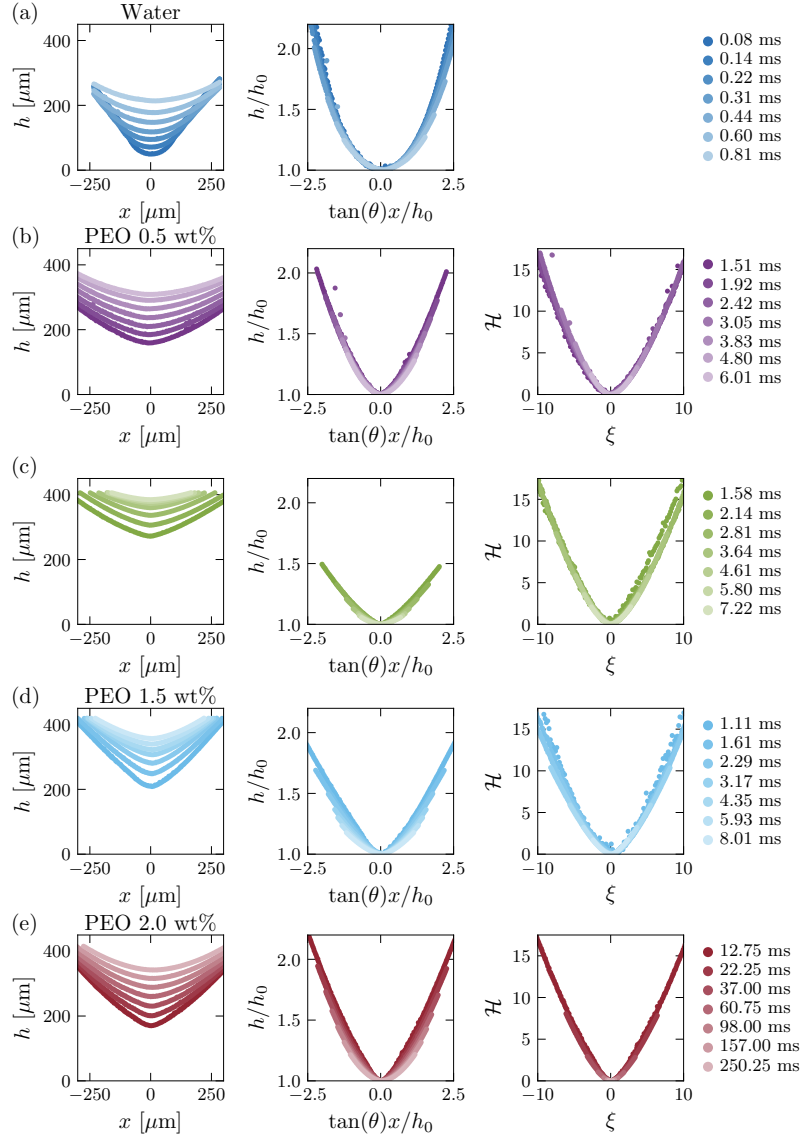 (a)
Water
h [μm]
400
200
0
−250
0
250
x [μm]
h/h₀
2.0
1.5
1.0
−2.5
0.0
2.5
tan(θ)x/h₀
0.08 ms
0.14 ms
0.22 ms
0.31 ms
0.44 ms
0.60 ms
0.81 ms
(b)
PEO 0.5 wt%
h [μm]
400
200
0
−250
0
250
x [μm]
h/h₀
2.0
1.5
1.0
−2.5
0.0
2.5
tan(θ)x/h₀
ℋ
15
10
5
0
−10
0
10
ξ
1.51 ms
1.92 ms
2.42 ms
3.05 ms
3.83 ms
4.80 ms
6.01 ms
(c)
h [μm]
400
200
0
−250
0
250
x [μm]
h/h₀
2.0
1.5
1.0
−2.5
0.0
2.5
tan(θ)x/h₀
ℋ
15
10
5
0
−10
0
10
ξ
1.58 ms
2.14 ms
2.81 ms
3.64 ms
4.61 ms
5.80 ms
7.22 ms
(d)
PEO 1.5 wt%
h [μm]
400
200
0
−250
0
250
x [μm]
h/h₀
2.0
1.5
1.0
−2.5
0.0
2.5
tan(θ)x/h₀
ℋ
15
10
5
0
−10
0
10
ξ
1.11 ms
1.61 ms
2.29 ms
3.17 ms
4.35 ms
5.93 ms
8.01 ms
(e)
PEO 2.0 wt%
h [μm]
400
200
0
−250
0
250
x [μm]
h/h₀
2.0
1.5
1.0
−2.5
0.0
2.5
tan(θ)x/h₀
ℋ
15
10
5
0
−10
0
10
ξ
12.75 ms
22.25 ms
37.00 ms
60.75 ms
98.00 ms
157.00 ms
250.25 ms